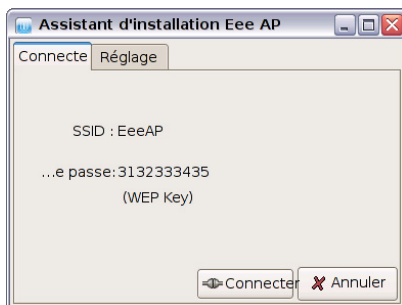 Assistant d'installation Eee AP
Connecte Réglage
SSID : EeeAP
...e passe: 3132333435
(WEP Key)
Connecter Annuler